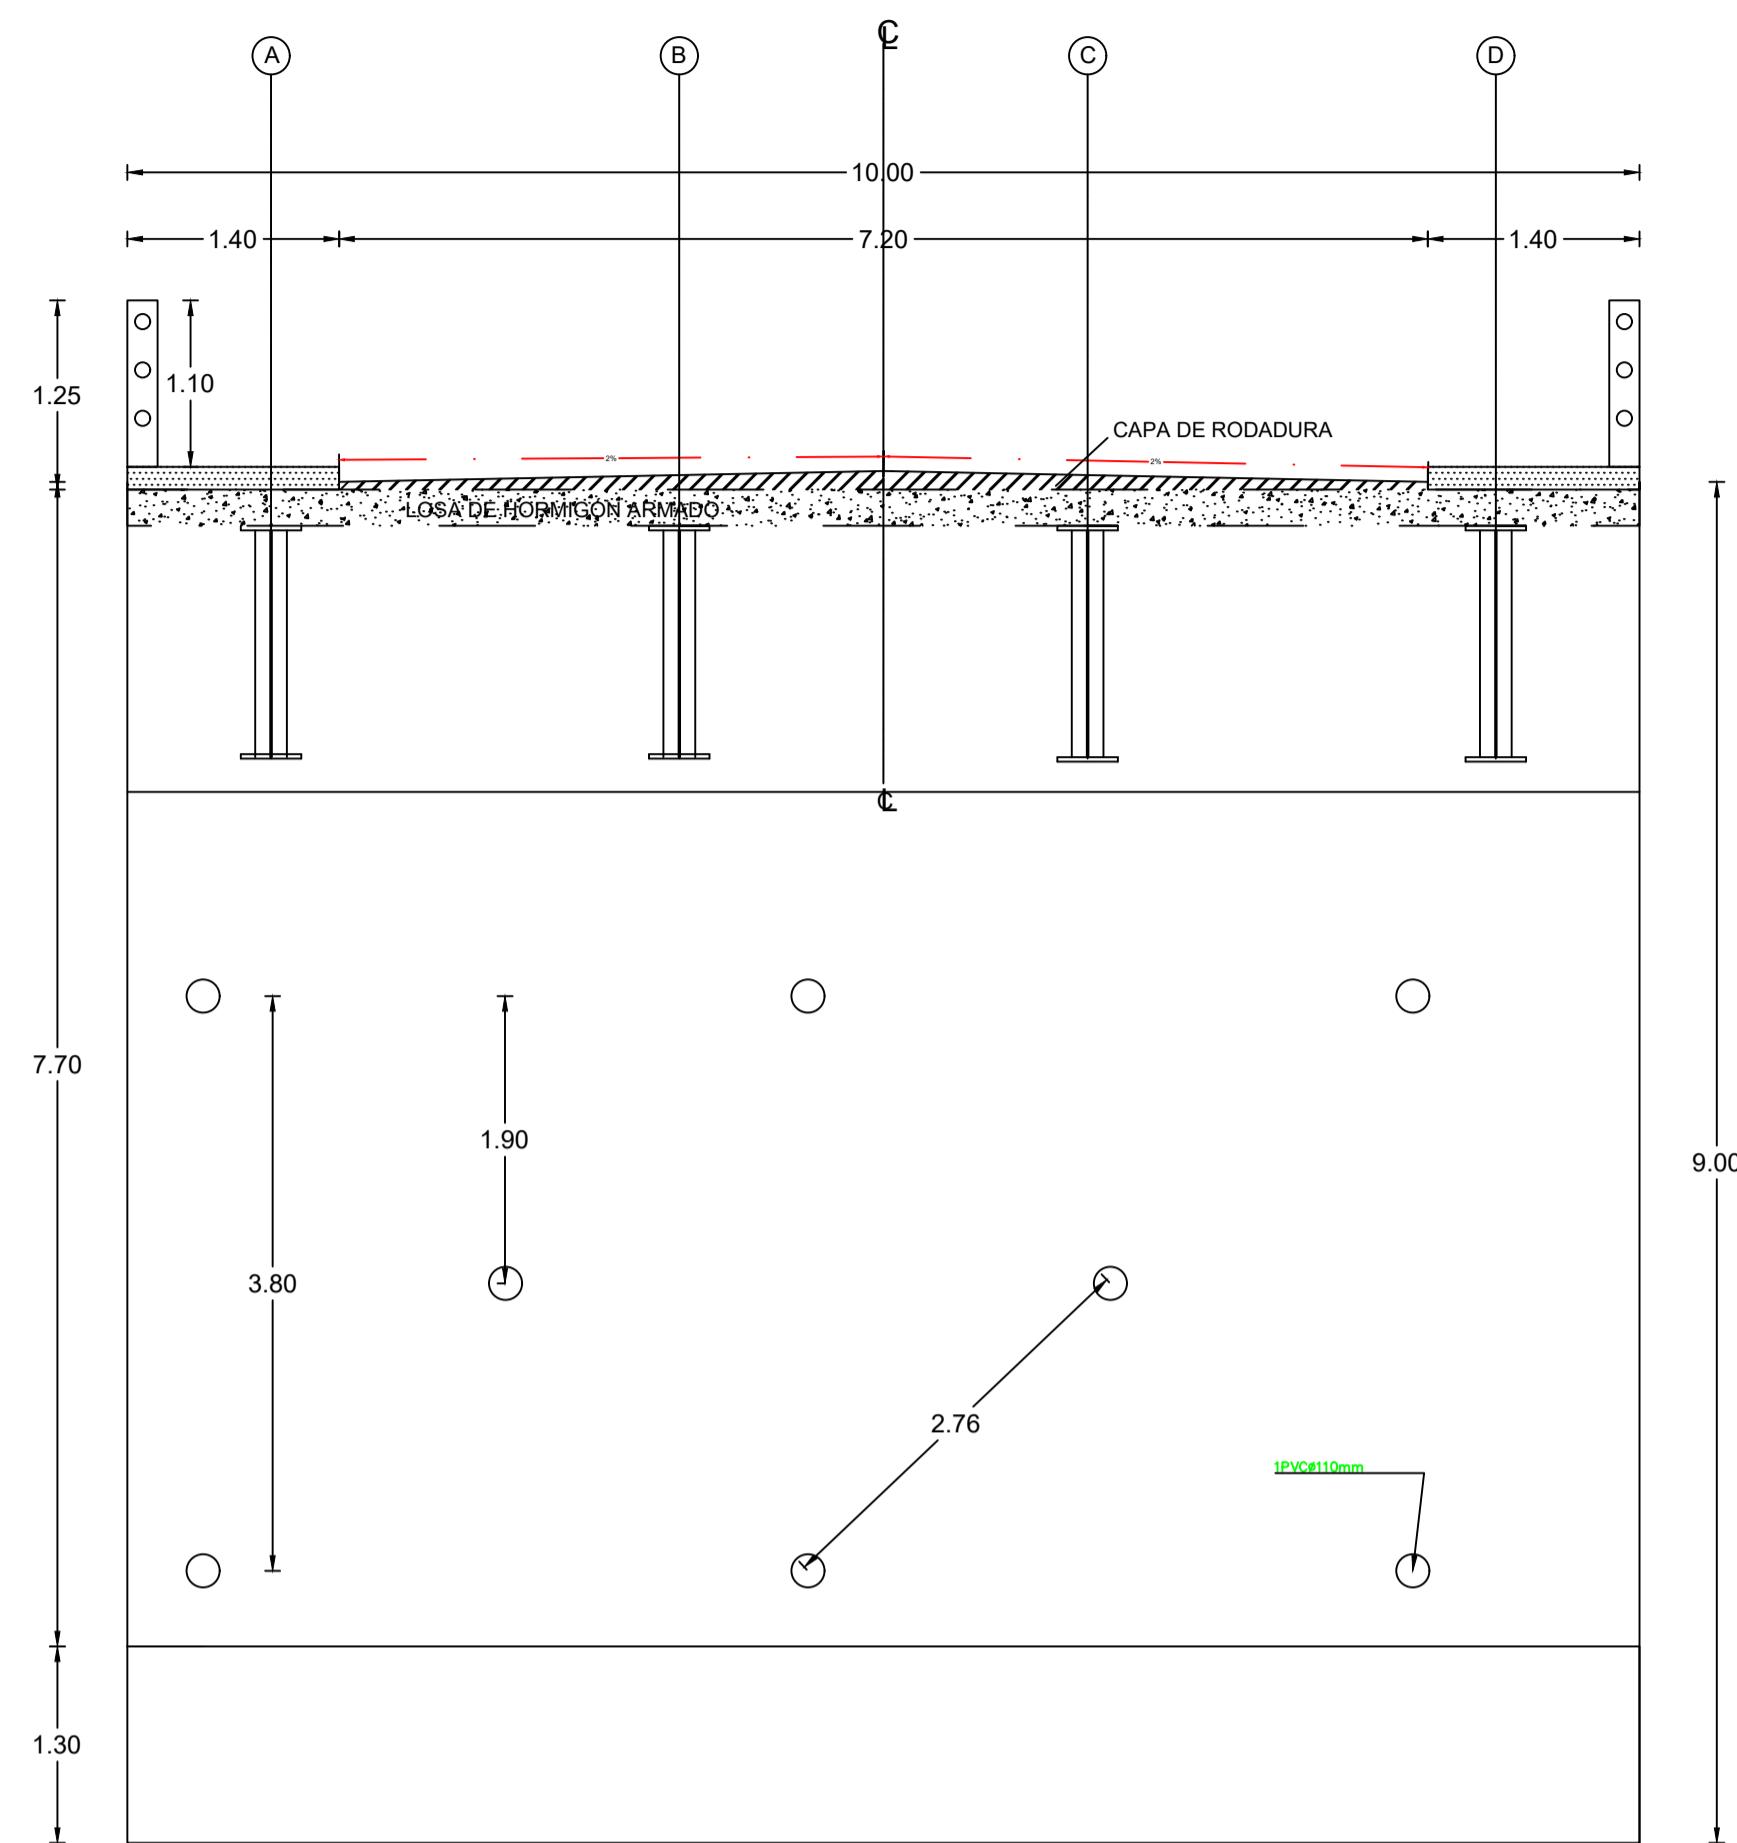 ℄
A B C D
10.00
1.40 7.20 1.40
1.25
1.10
CAPA DE RODADURA
2% 2%
LOSA DE HORMIGON ARMADO
℄
7.70
1.90
9.00
3.80
2.76
1PVCø110mm
1.30